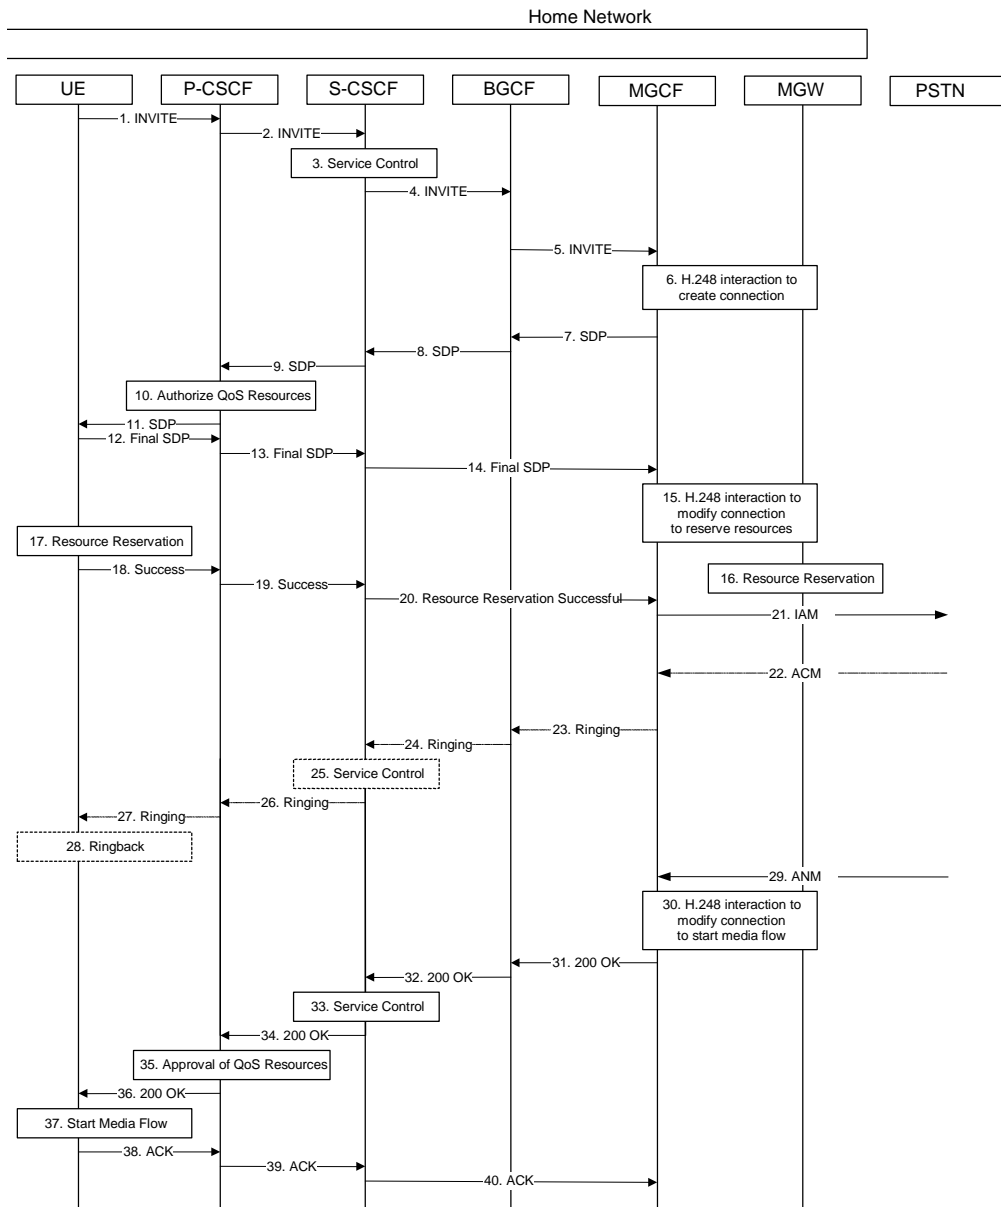 Home Network
UE
P-CSCF
S-CSCF
BGCF
MGCF
MGW
PSTN
1. INVITE
2. INVITE
3. Service Control
4. INVITE
5. INVITE
6. H.248 interaction to
create connection
7. SDP
8. SDP
9. SDP
10. Authorize QoS Resources
11. SDP
12. Final SDP
13. Final SDP
14. Final SDP
15. H.248 interaction to
modify connection
to reserve resources
17. Resource Reservation
18. Success
16. Resource Reservation
19. Success
20. Resource Reservation Successful
21. IAM
22. ACM
23. Ringing
24. Ringing
25. Service Control
26. Ringing
27. Ringing
28. Ringback
29. ANM
30. H.248 interaction to
modify connection
to start media flow
31. 200 OK
32. 200 OK
33. Service Control
34. 200 OK
35. Approval of QoS Resources
36. 200 OK
37. Start Media Flow
38. ACK
39. ACK
40. ACK